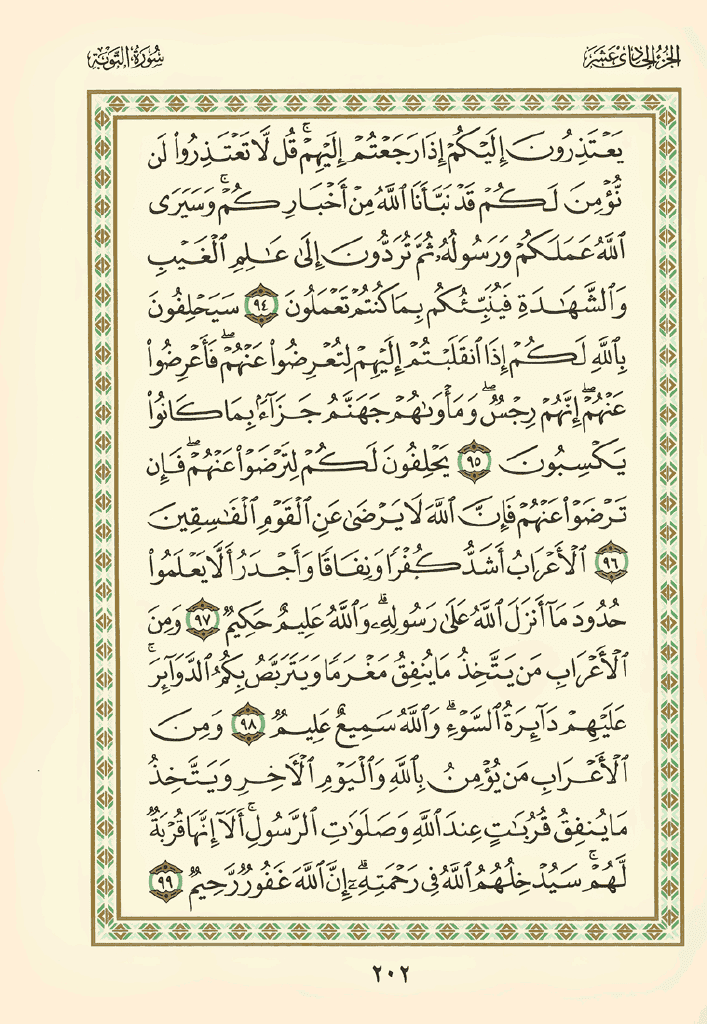 الجزء الحادي عشر
سورة التوبة
يَعْتَذِرُونَ إِلَيْكُمْ إِذَا رَجَعْتُمْ إِلَيْهِمْ ۚ قُل لَّا تَعْتَذِرُوا۟ لَن
نُّؤْمِنَ لَكُمْ قَدْ نَبَّأَنَا ٱللَّهُ مِنْ أَخْبَارِكُمْ ۚ وَسَيَرَى
ٱللَّهُ عَمَلَكُمْ وَرَسُولُهُۥ ثُمَّ تُرَدُّونَ إِلَىٰ عَـٰلِمِ ٱلْغَيْبِ
وَٱلشَّهَـٰدَةِ فَيُنَبِّئُكُم بِمَا كُنتُمْ تَعْمَلُونَ ٩٤ سَيَحْلِفُونَ
بِٱللَّهِ لَكُمْ إِذَا ٱنقَلَبْتُمْ إِلَيْهِمْ لِتُعْرِضُوا۟ عَنْهُمْ ۖ فَأَعْرِضُوا۟
عَنْهُمْ ۖ إِنَّهُمْ رِجْسٌ ۖ وَمَأْوَىٰهُمْ جَهَنَّمُ جَزَآءًۢ بِمَا كَانُوا۟
يَكْسِبُونَ ٩٥ يَحْلِفُونَ لَكُمْ لِتَرْضَوْا۟ عَنْهُمْ ۖ فَإِن
تَرْضَوْا۟ عَنْهُمْ فَإِنَّ ٱللَّهَ لَا يَرْضَىٰ عَنِ ٱلْقَوْمِ ٱلْفَـٰسِقِينَ
٩٦ ٱلْأَعْرَابُ أَشَدُّ كُفْرًا وَنِفَاقًا وَأَجْدَرُ أَلَّا يَعْلَمُوا۟
حُدُودَ مَآ أَنزَلَ ٱللَّهُ عَلَىٰ رَسُولِهِۦ ۗ وَٱللَّهُ عَلِيمٌ حَكِيمٌ ٩٧ وَمِنَ
ٱلْأَعْرَابِ مَن يَتَّخِذُ مَا يُنفِقُ مَغْرَمًا وَيَتَرَبَّصُ بِكُمُ ٱلدَّوَآئِرَ ۚ
عَلَيْهِمْ دَآئِرَةُ ٱلسَّوْءِ ۗ وَٱللَّهُ سَمِيعٌ عَلِيمٌ ٩٨ وَمِنَ
ٱلْأَعْرَابِ مَن يُؤْمِنُ بِٱللَّهِ وَٱلْيَوْمِ ٱلْـَٔاخِرِ وَيَتَّخِذُ
مَا يُنفِقُ قُرُبَـٰتٍ عِندَ ٱللَّهِ وَصَلَوَٰتِ ٱلرَّسُولِ ۚ أَلَآ إِنَّهَا قُرْبَةٌ
لَّهُمْ ۚ سَيُدْخِلُهُمُ ٱللَّهُ فِى رَحْمَتِهِۦٓ ۗ إِنَّ ٱللَّهَ غَفُورٌ رَّحِيمٌ ٩٩
٢٠٢